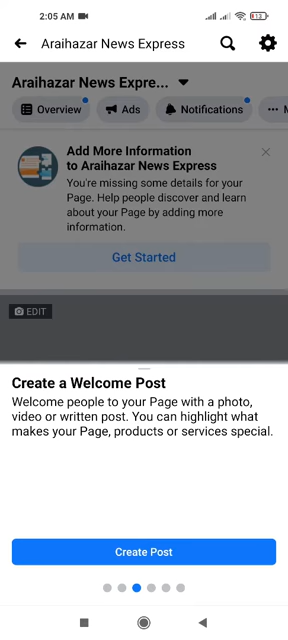 2:05 AM
13
Araihazar News Express
Araihazar News Expre...
Overview
Ads
Notifications
Add More Information
to Araihazar News Express
You're missing some details for your
Page. Help people discover and learn
about your Page by adding more
information.
Get Started
EDIT
Create a Welcome Post
Welcome people to your Page with a photo,
video or written post. You can highlight what
makes your Page, products or services special.
Create Post